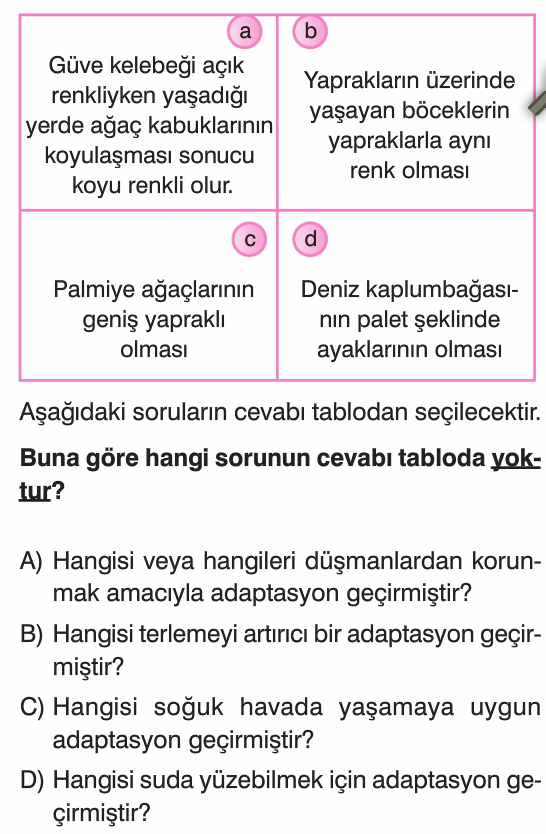 a
Güve kelebeği açık
renkliyken yaşadığı
yerde ağaç kabuklarının
koyulaşması sonucu
koyu renkli olur.
b
Yaprakların üzerinde
yaşayan böceklerin
yapraklarla aynı
renk olması
c
Palmiye ağaçlarının
geniş yapraklı
olması
d
Deniz kaplumbağası-
nın palet şeklinde
ayaklarının olması
Aşağıdaki soruların cevabı tablodan seçilecektir.
Buna göre hangi sorunun cevabı tabloda yok-
tur?
A) Hangisi veya hangileri düşmanlardan korun-
mak amacıyla adaptasyon geçirmiştir?
B) Hangisi terlemeyi artırıcı bir adaptasyon geçir-
miştir?
C) Hangisi soğuk havada yaşamaya uygun
adaptasyon geçirmiştir?
D) Hangisi suda yüzebilmek için adaptasyon ge-
çirmiştir?